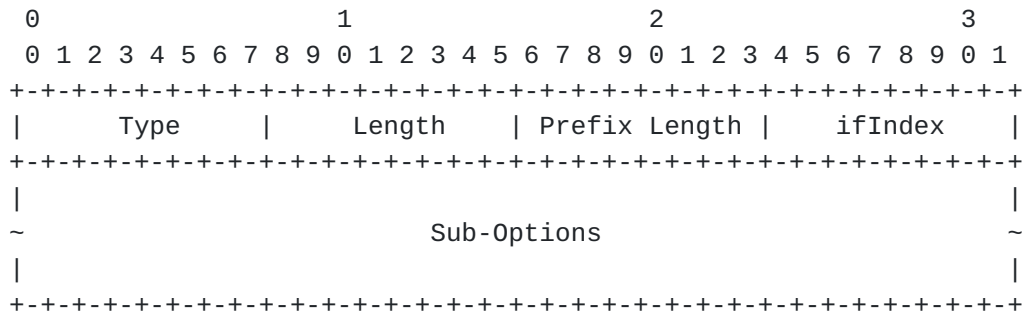 0                   1                   2                   3
 0 1 2 3 4 5 6 7 8 9 0 1 2 3 4 5 6 7 8 9 0 1 2 3 4 5 6 7 8 9 0 1
+-+-+-+-+-+-+-+-+-+-+-+-+-+-+-+-+-+-+-+-+-+-+-+-+-+-+-+-+-+-+-+-+
|      Type     |     Length    | Prefix Length |    ifIndex    |
+-+-+-+-+-+-+-+-+-+-+-+-+-+-+-+-+-+-+-+-+-+-+-+-+-+-+-+-+-+-+-+-+
|                                                               |
~                          Sub-Options                          ~
|                                                               |
+-+-+-+-+-+-+-+-+-+-+-+-+-+-+-+-+-+-+-+-+-+-+-+-+-+-+-+-+-+-+-+-+